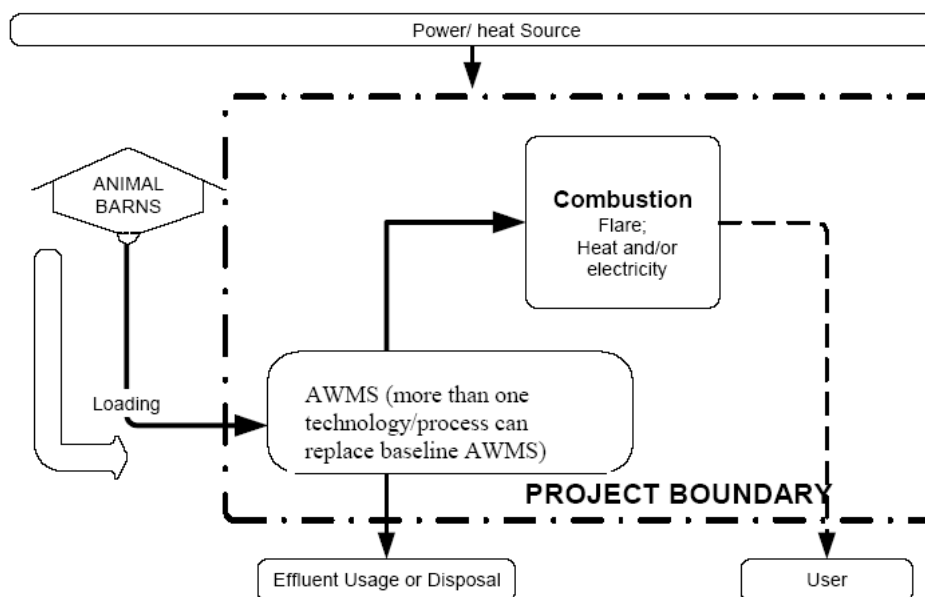 Power/ heat Source
ANIMAL
BARNS
Combustion
Flare;
Heat and/or
electricity
Loading
AWMS (more than one
technology/process can
replace baseline AWMS)
PROJECT BOUNDARY
Effluent Usage or Disposal
User